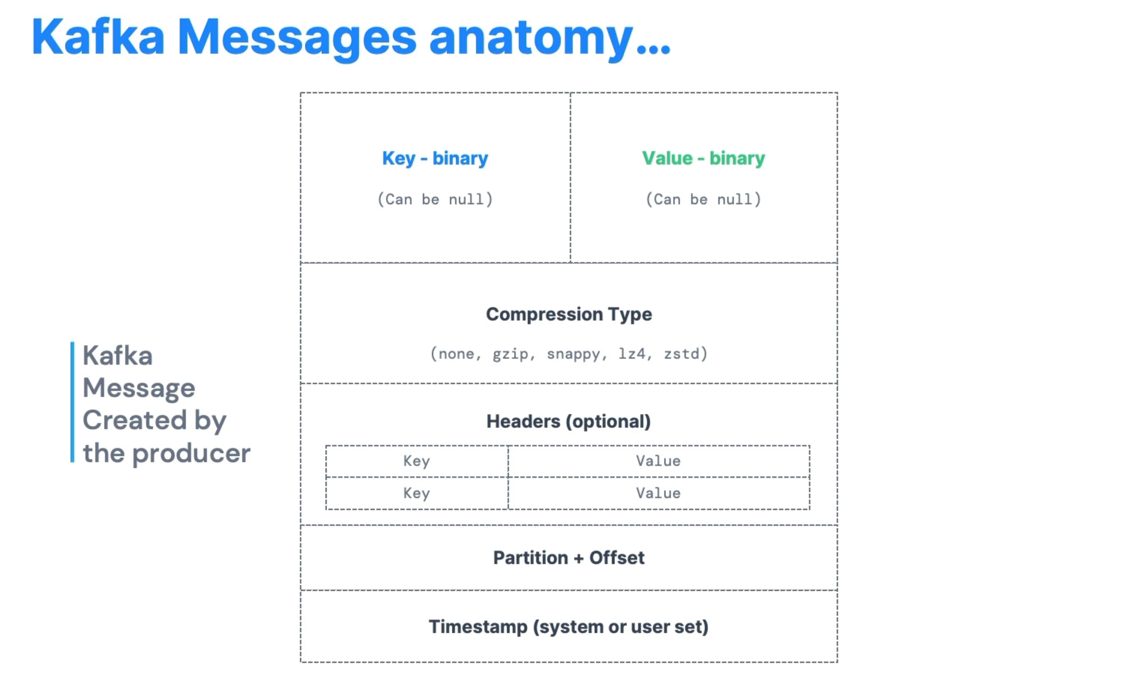 Kafka Messages anatomy...
Key - binary
(Can be null)
Value - binary
(Can be null)
Compression Type
(none, gzip, snappy, lz4, zstd)
Kafka
Message
Created by
the producer
Headers (optional)
Key Value
Key Value
Partition + Offset
Timestamp (system or user set)